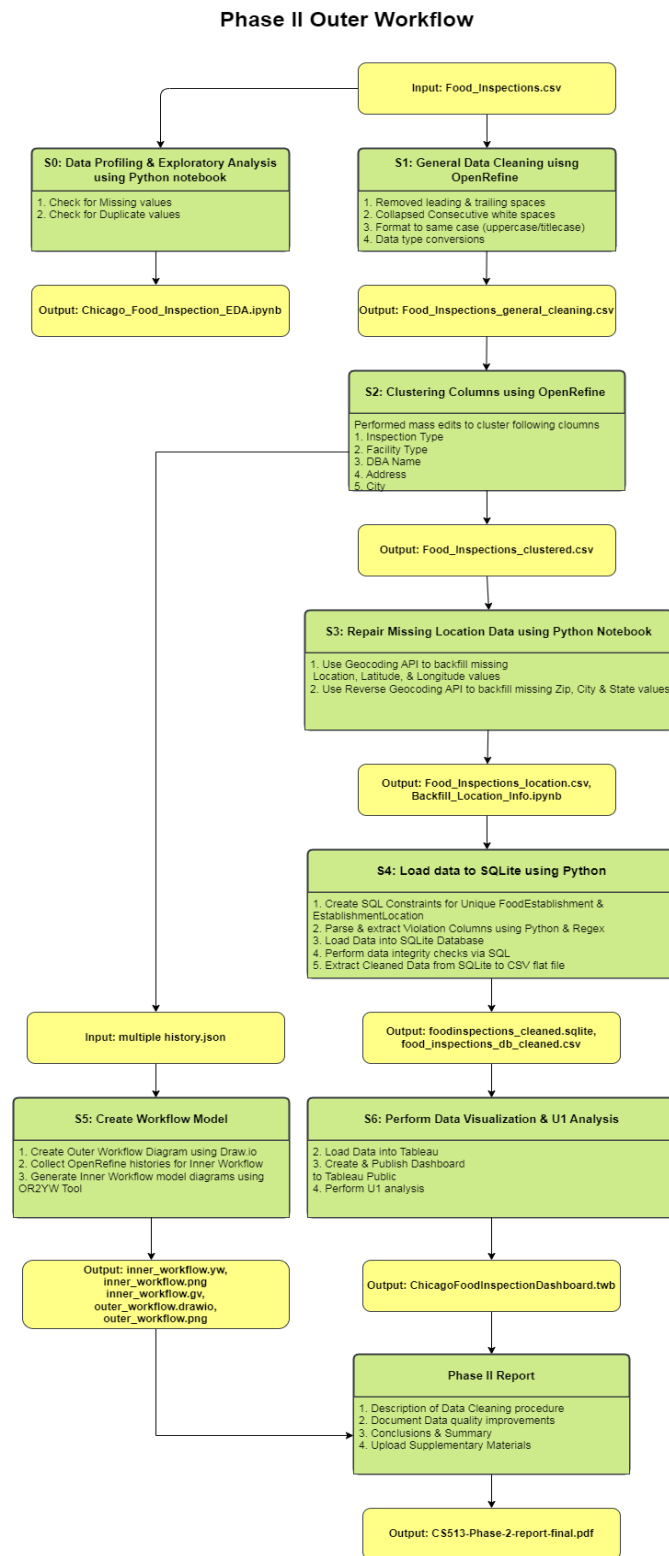 Phase II Outer Workflow
Input: Food_Inspections.csv
S0: Data Profiling & Exploratory Analysis
using Python notebook
1. Check for Missing values
2. Check for Duplicate values
S1: General Data Cleaning uisng
OpenRefine
1. Removed leading & trailing spaces
2. Collapsed Consecutive white spaces
3. Format to same case (uppercase/titlecase)
4. Data type conversions
Output: Chicago_Food_Inspection_EDA.ipynb
Output: Food_Inspections_general_cleaning.csv
S2: Clustering Columns using OpenRefine
Performed mass edits to cluster following cloumns
1. Inspection Type
2. Facility Type
3. DBA Name
4. Address
5. City
Output: Food_Inspections_clustered.csv
S3: Repair Missing Location Data using Python Notebook
1. Use Geocoding API to backfill missing
Location, Latitude, & Longitude values
2. Use Reverse Geocoding API to backfill missing Zip, City & State values
Output: Food_Inspections_location.csv,
Backfill_Location_Info.ipynb
S4: Load data to SQLite using Python
1. Create SQL Constraints for Unique FoodEstablishment &
EstablishmentLocation
2. Parse & extract Violation Columns using Python & Regex
3. Load Data into SQLite Database
4. Perform data integrity checks via SQL
5. Extract Cleaned Data from SQLite to CSV flat file
Input: multiple history.json
Output: foodinspections_cleaned.sqlite,
food_inspections_db_cleaned.csv
S5: Create Workflow Model
1. Create Outer Workflow Diagram using Draw.io
2. Collect OpenRefine histories for Inner Workflow
3. Generate Inner Workflow model diagrams using
OR2YW Tool
S6: Perform Data Visualization & U1 Analysis
2. Load Data into Tableau
3. Create & Publish Dashboard
to Tableau Public
4. Perform U1 analysis
Output: inner_workflow.yw,
inner_workflow.png
inner_workflow.gv,
outer_workflow.drawio,
outer_workflow.png
Output: ChicagoFoodInspectionDashboard.twb
Phase II Report
1. Description of Data Cleaning procedure
2. Document Data quality improvements
3. Conclusions & Summary
4. Upload Supplementary Materials
Output: CS513-Phase-2-report-final.pdf